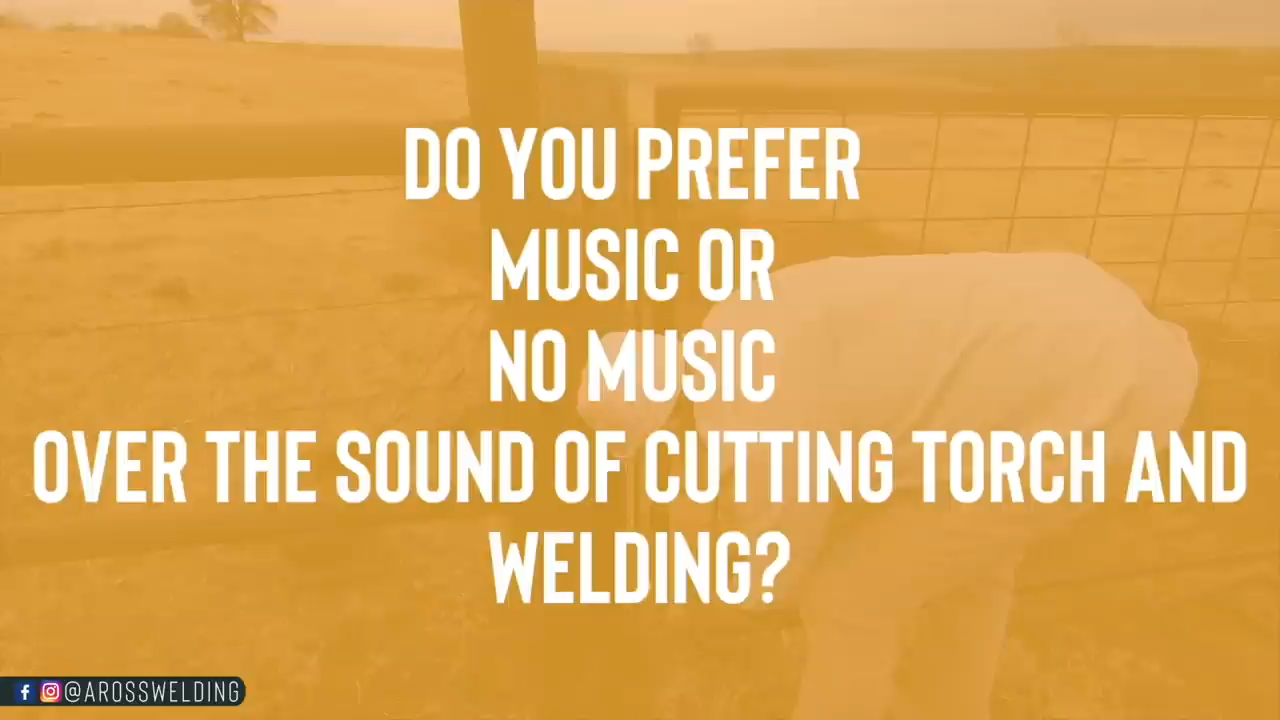 DO YOU PREFER
MUSIC OR
NO MUSIC
OVER THE SOUND OF CUTTING TORCH AND
WELDING?
@AROSSWELDING